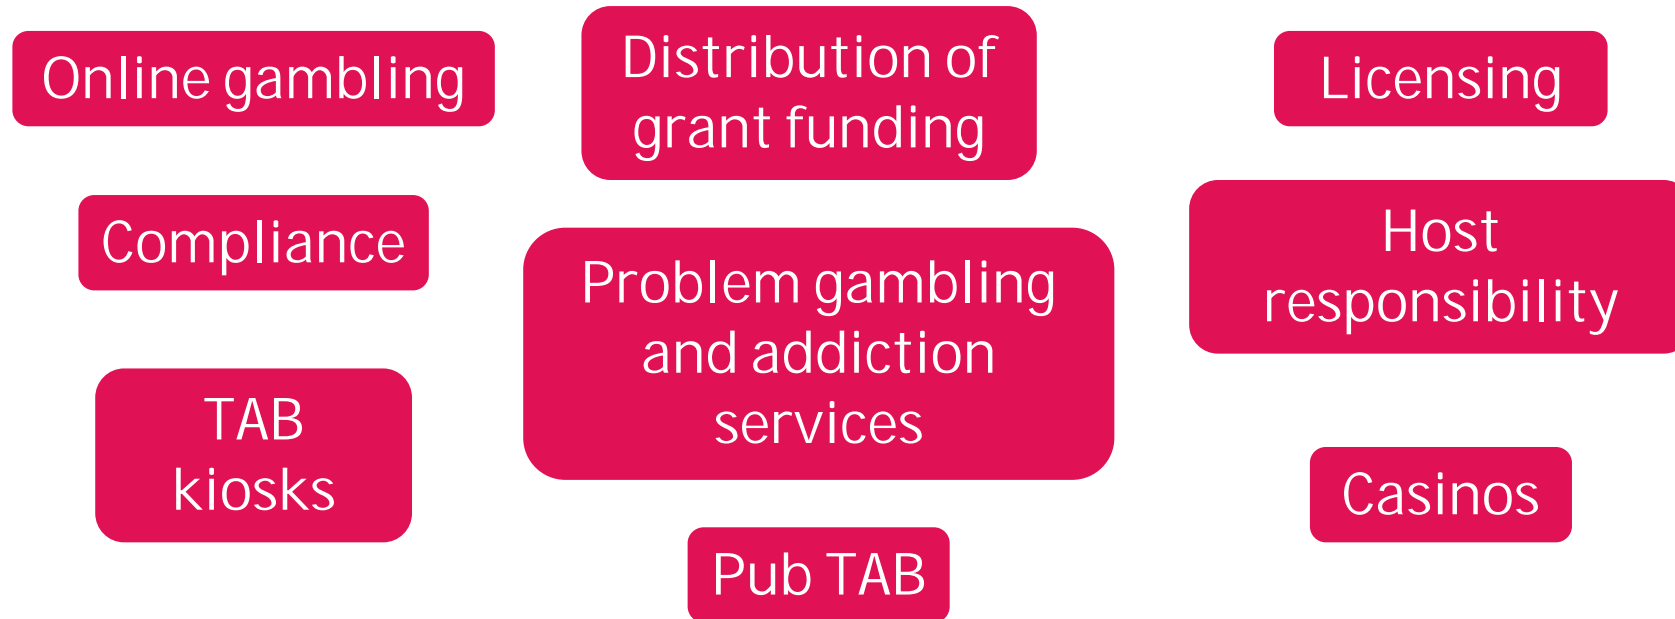 Online gambling
Distribution of
grant funding
Licensing
Compliance
Problem gambling
and addiction
services
Host
responsibility
TAB
kiosks
Casinos
Pub TAB